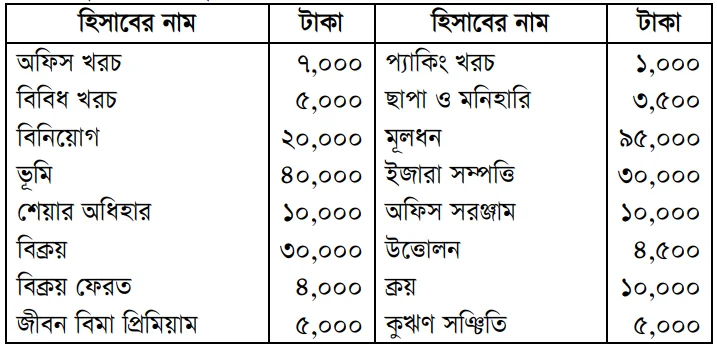 হিসাবের নাম টাকা হিসাবের নাম টাকা
অফিস খরচ ৭,০০০ প্যাকিং খরচ ১,০০০
বিবিধ খরচ ৫,০০০ ছাপা ও মনিহারি ৩,৫০০
বিনিয়োগ ২০,০০০ মূলধন ৯৫,০০০
ভূমি ৪০,০০০ ইজারা সম্পত্তি ৩০,০০০
শেয়ার অধিহার ১০,০০০ অফিস সরঞ্জাম ১০,০০০
বিক্রয় ৩০,০০০ উত্তোলন ৪,৫০০
বিক্রয় ফেরত ৪,০০০ ক্রয় ১০,০০০
জীবন বিমা প্রিমিয়াম ৫,০০০ কুঋণ সঞ্চিতি ৫,০০০